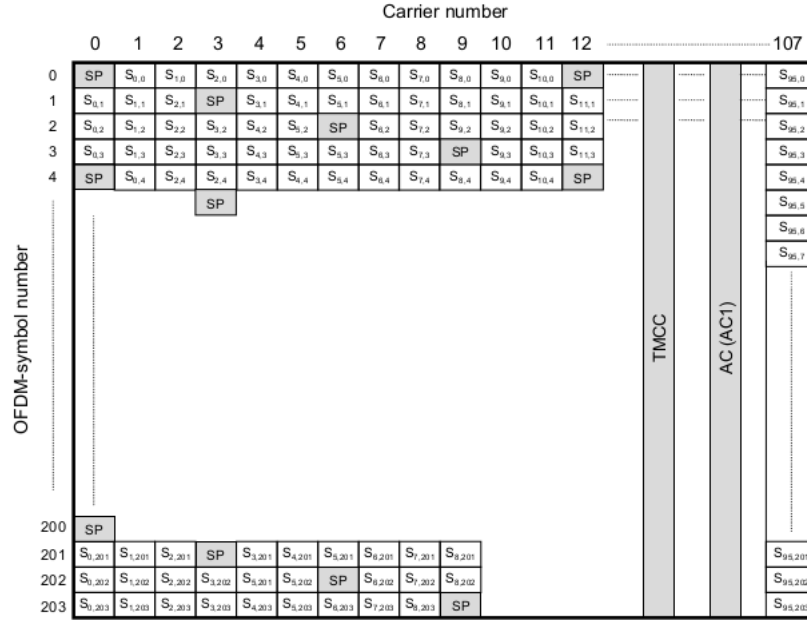 Carrier number
0 1 2 3 4 5 6 7 8 9 10 11 12 107
0 SP S0,0 S1,0 S2,0 S3,0 S4,0 S5,0 S6,0 S7,0 S8,0 S9,0 S10,0 SP S95,0
1 S0,1 S1,1 S2,1 SP S3,1 S4,1 S5,1 S6,1 S7,1 S8,1 S9,1 S10,1 S11,1 S95,1
2 S0,2 S1,2 S2,2 S3,2 S4,2 S5,2 SP S6,2 S7,2 S9,2 S9,2 S10,2 S11,2 S95,2
3 S0,3 S1,3 S2,3 S3,3 S4,3 S5,3 S5,3 S6,3 S7,3 SP S9,3 S10,3 S11,3 S95,3
4 SP S0,4 S2,4 S2,4 S3,4 S4,4 S5,4 S6,4 S7,4 S8,4 S9,4 S10,4 SP S95,4
SP S95,5
S95,6
S95,7
OFDM-symbol number
TMCC
AC (AC1)
200 SP
201 S0,201 S1,201 S2,201 SP S3,201 S4,201 S5,201 S6,201 S7,201 S8,201 S95,201
202 S0,202 S1,202 S2,202 S3,202 S5,201 S5,202 SP S6,202 S7,202 S8,202 S95,202
203 S0,203 S1,203 S2,203 S3,203 S4,203 S5,203 S6,203 S7,203 S8,203 SP S95,203